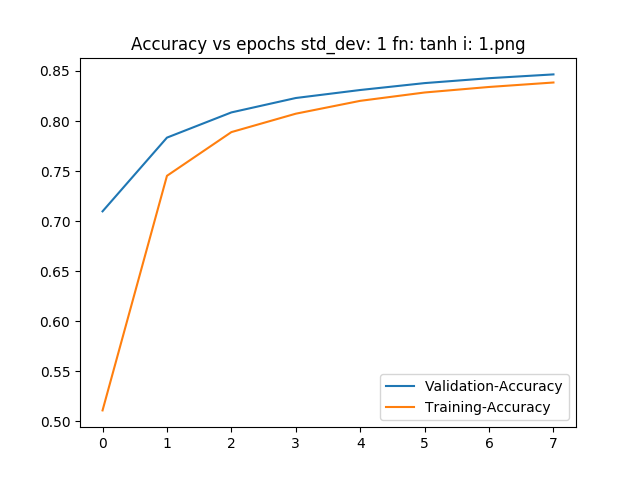 Accuracy vs epochs std_dev: 1 fn: tanh i: 1.png
0.85
0.80
0.75
0.70
0.65
0.60
0.55
0.50
Validation-Accuracy
Training-Accuracy
0 1 2 3 4 5 6 7